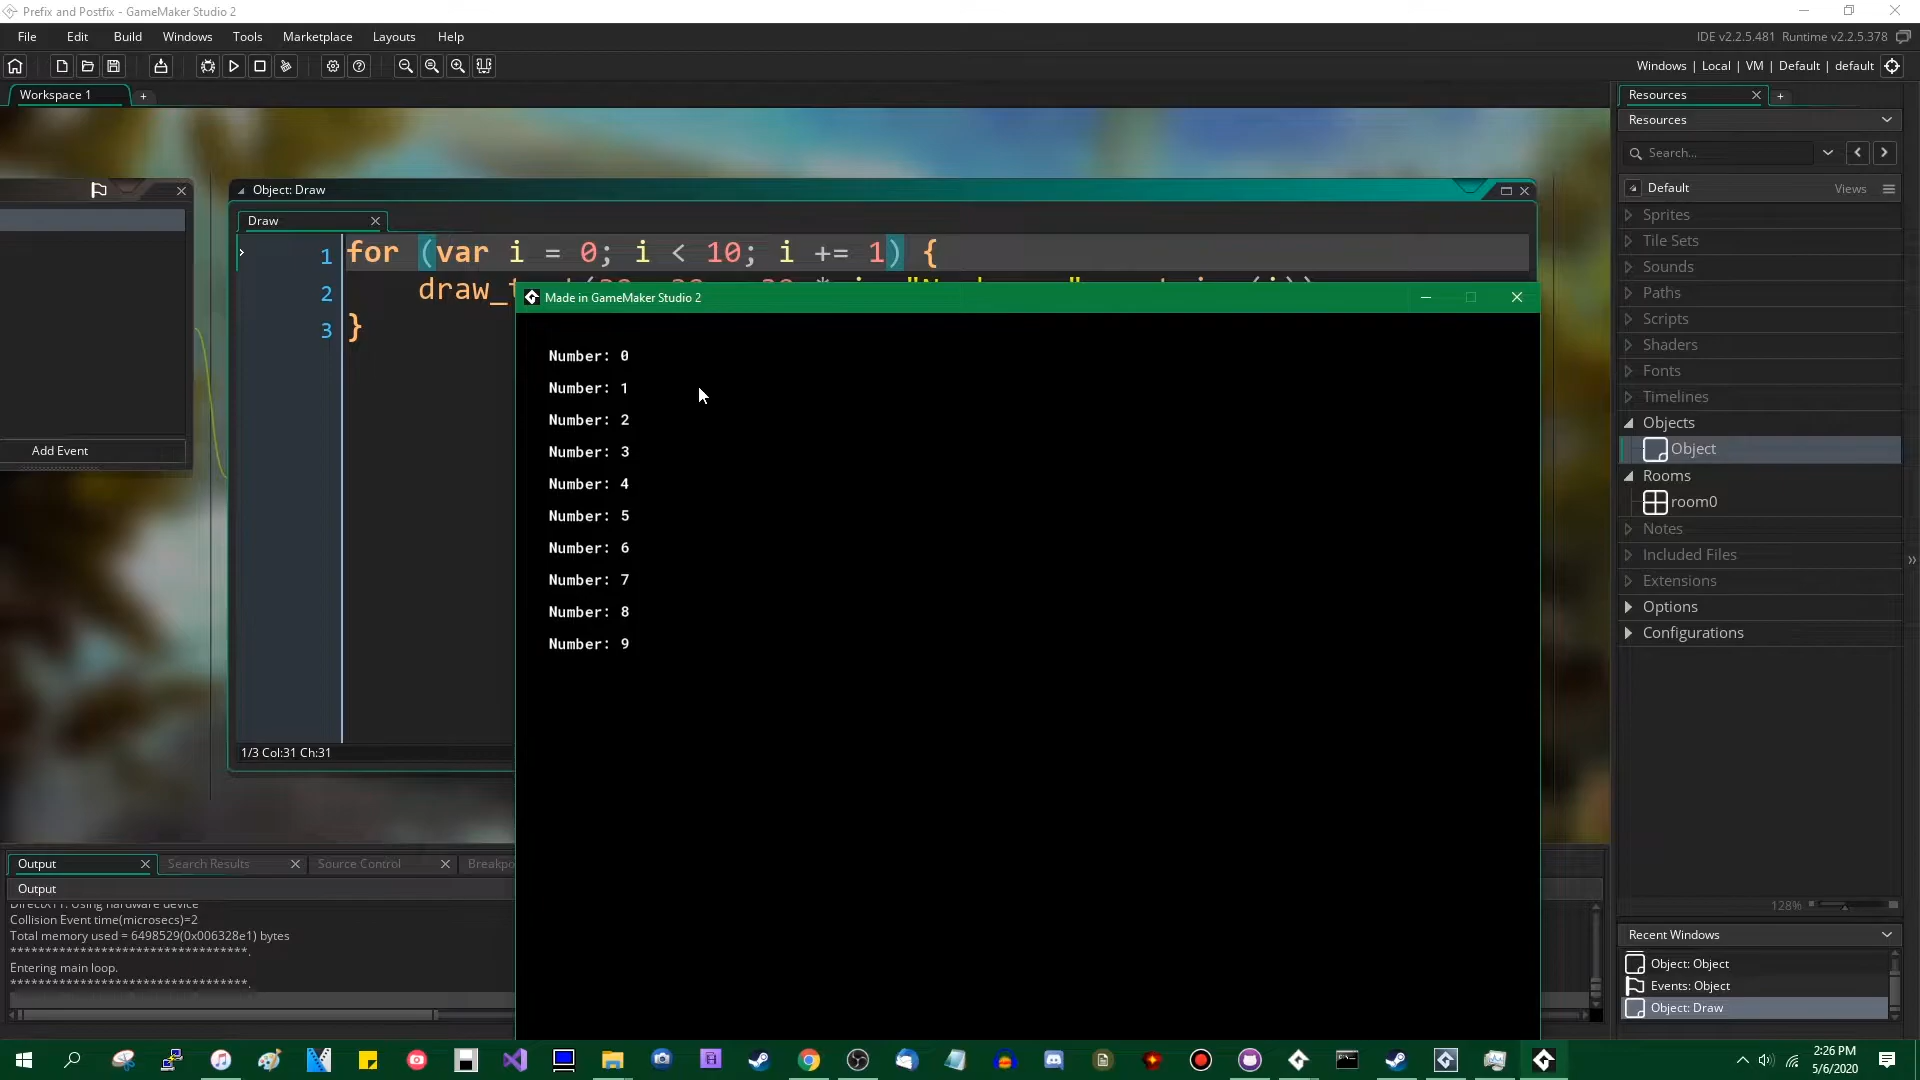 Prefix and Postfix - GameMaker Studio 2
File Edit Build Windows Tools Marketplace Layouts Help
IDE v2.2.5.481 Runtime v2.2.5.378
Windows | Local | VM | Default | default
Workspace 1
Resources
Resources
Search...
Default
Views
Sprites
Tile Sets
Sounds
Paths
Scripts
Shaders
Fonts
Timelines
Objects
Object
Rooms
room0
Notes
Included Files
Extensions
Options
Configurations
128%
Recent Windows
Object: Object
Events: Object
Object: Draw
Add Event
Object: Draw
Draw
1 for (var i = 0; i < 10; i += 1) {
2
3 }
1/3 Col:31 Ch:31
Made in GameMaker Studio 2
Number: 0
Number: 1
Number: 2
Number: 3
Number: 4
Number: 5
Number: 6
Number: 7
Number: 8
Number: 9
Output
Search Results
Source Control
Output
DirectX11: Using hardware device
Collision Event time(microsecs)=2
Total memory used = 6498529(0x006328e1) bytes
**********************************.
Entering main loop.
**********************************.
2:26 PM
5/6/2020